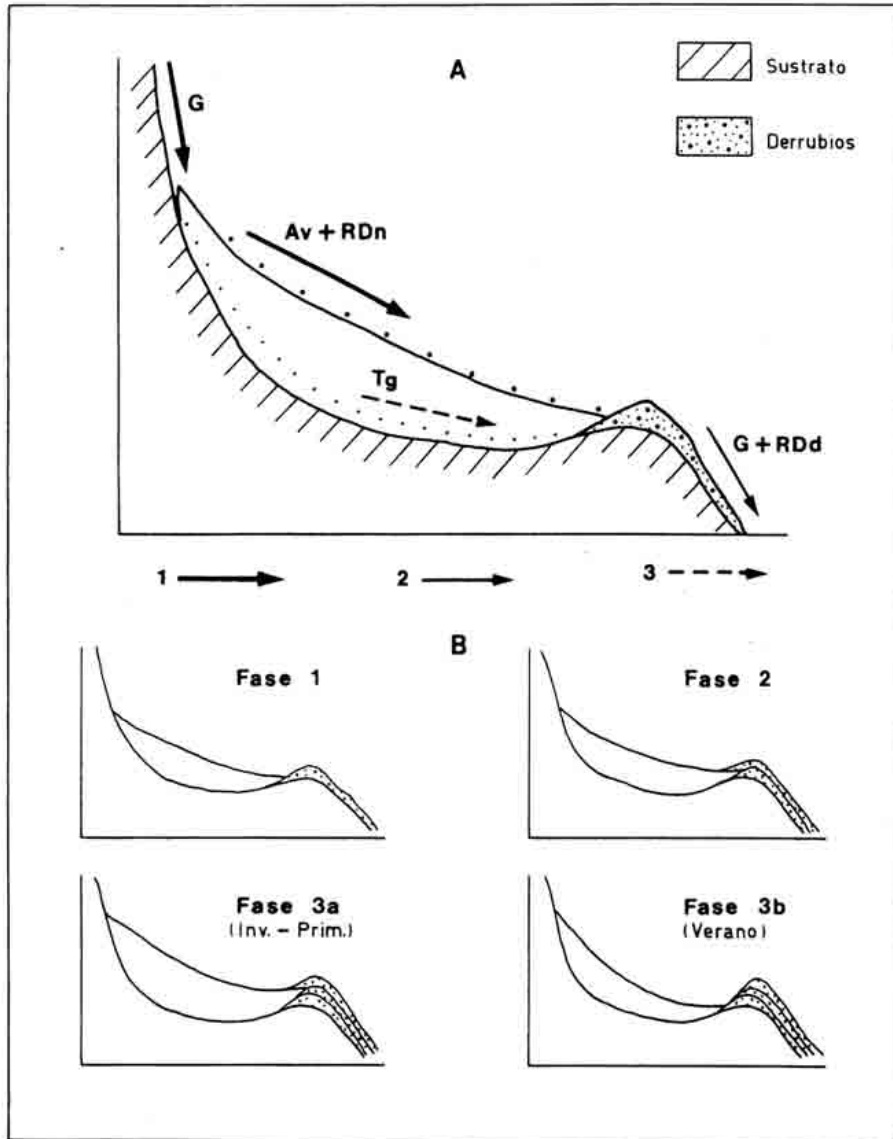 A
Sustrato
Derrubios
G
Av + RDn
Tg
G + RDd
1 2 3
B
Fase 1
Fase 2
Fase 3a
(Inv. – Prim.)
Fase 3b
(Verano)